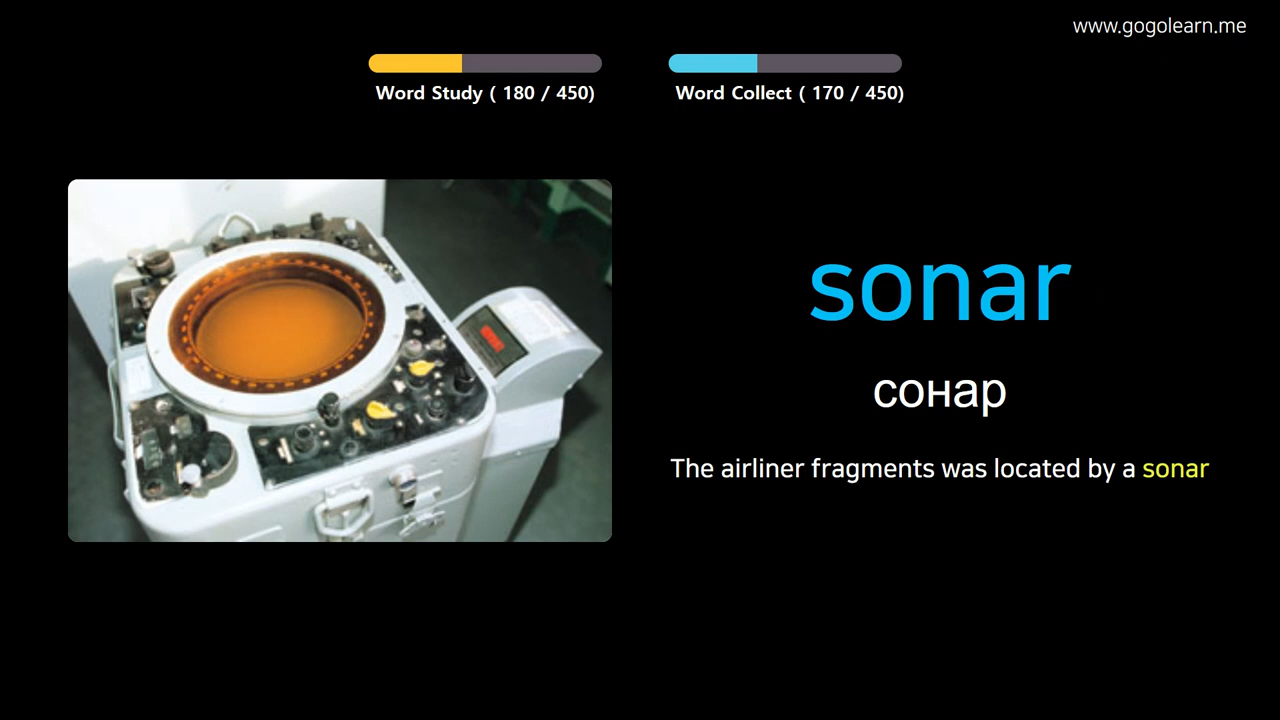 www.gogolearn.me
Word Study ( 180 / 450)
Word Collect ( 170 / 450)
sonar
сонар
The airliner fragments was located by a sonar